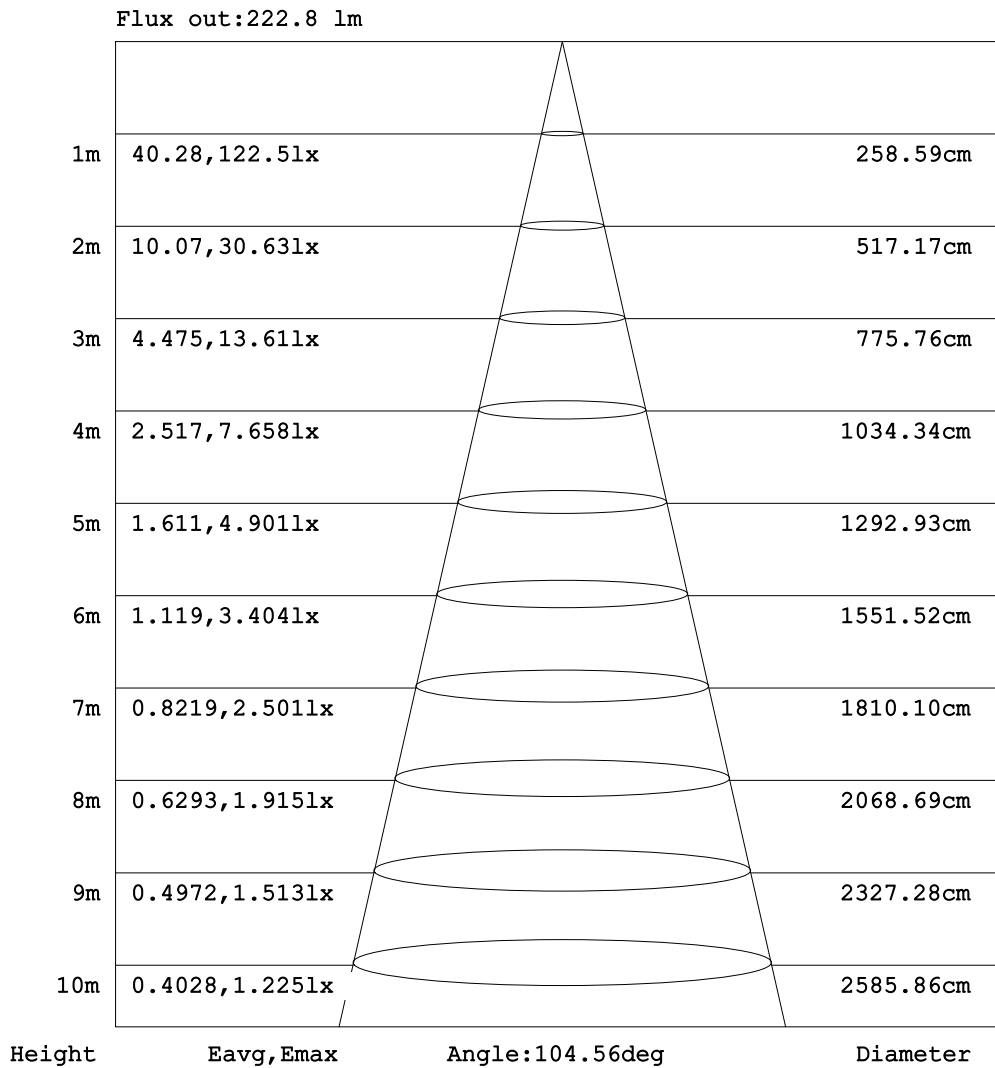 Flux out:222.8 lm
1m 40.28,122.5lx 258.59cm
2m 10.07,30.63lx 517.17cm
3m 4.475,13.61lx 775.76cm
4m 2.517,7.658lx 1034.34cm
5m 1.611,4.901lx 1292.93cm
6m 1.119,3.404lx 1551.52cm
7m 0.8219,2.501lx 1810.10cm
8m 0.6293,1.915lx 2068.69cm
9m 0.4972,1.513lx 2327.28cm
10m 0.4028,1.225lx 2585.86cm
Height Eavg,Emax Angle:104.56deg Diameter